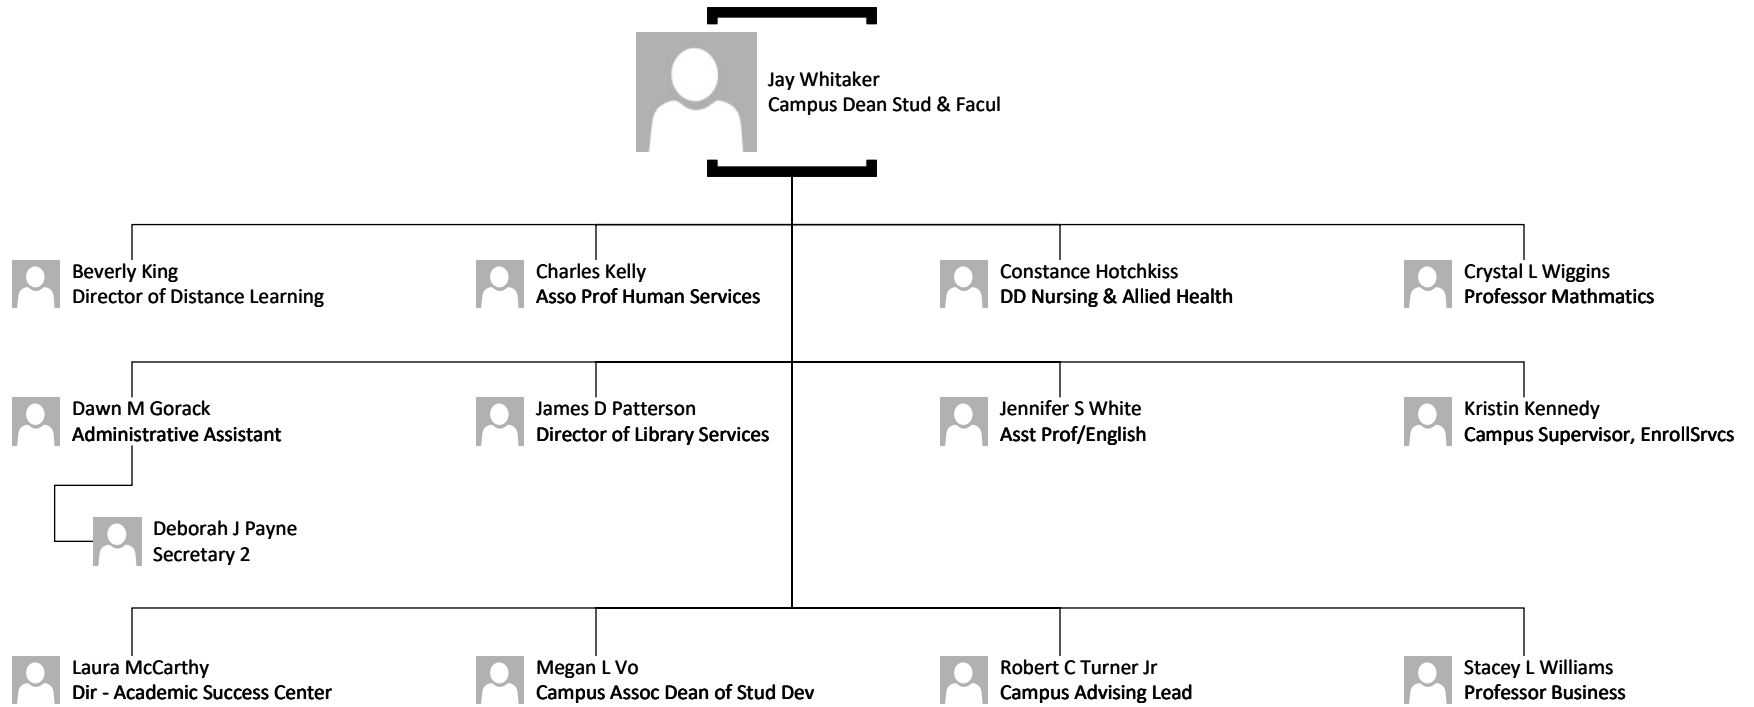 Jay Whitaker
Campus Dean Stud & Facul
Beverly King
Director of Distance Learning
Charles Kelly
Asso Prof Human Services
Constance Hotchkiss
DD Nursing & Allied Health
Crystal L Wiggins
Professor Mathmatics
Dawn M Gorack
Administrative Assistant
James D Patterson
Director of Library Services
Jennifer S White
Asst Prof/English
Kristin Kennedy
Campus Supervisor, EnrollSrvcs
Deborah J Payne
Secretary 2
Laura McCarthy
Dir - Academic Success Center
Megan L Vo
Campus Assoc Dean of Stud Dev
Robert C Turner Jr
Campus Advising Lead
Stacey L Williams
Professor Business